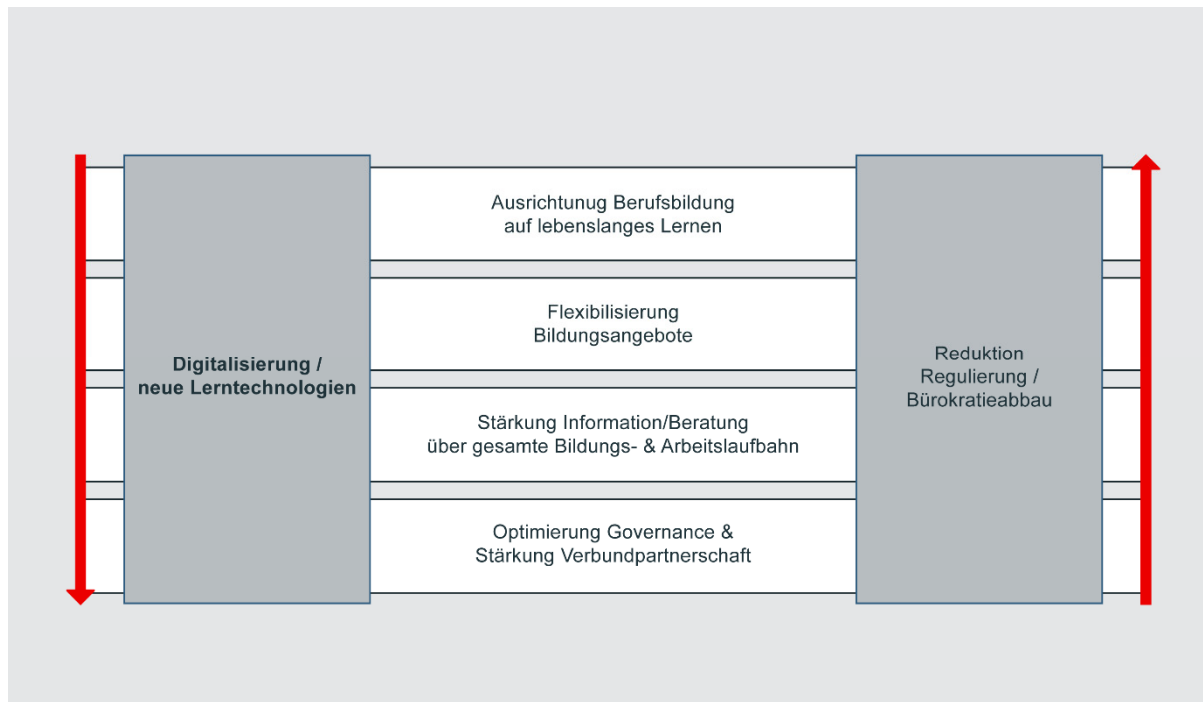 Ausrichtunug Berufsbildung
auf lebenslanges Lernen
Flexibilisierung
Bildungsangebote
Digitalisierung /
neue Lerntechnologien
Reduktion
Regulierung /
Bürokratieabbau
Stärkung Information/Beratung
über gesamte Bildungs- & Arbeitslaufbahn
Optimierung Governance &
Stärkung Verbundpartnerschaft